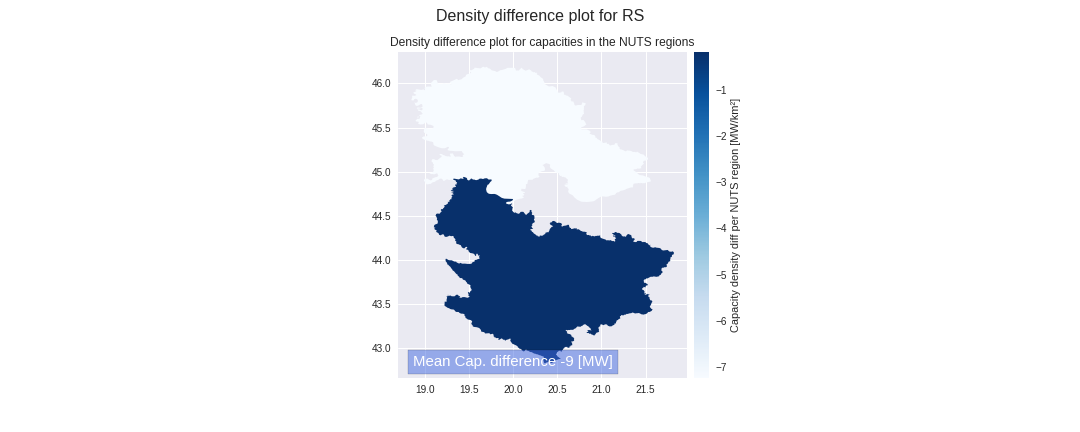 Density difference plot for RS
Density difference plot for capacities in the NUTS regions
46.0
45.5
45.0
44.5
44.0
43.5
43.0
19.0 19.5 20.0 20.5 21.0 21.5
Mean Cap. difference -9 [MW]
−1
−2
−3
−4
−5
−6
−7
Capacity density diff per NUTS region [MW/km²]